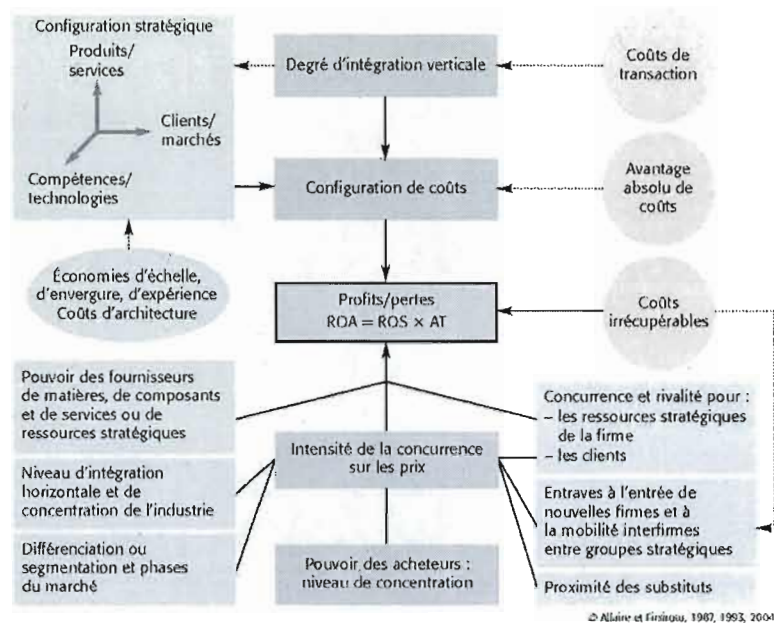 Configuration stratégique
Produits/
services
Clients/
marchés
Compétences/
technologies
Degré d'intégration verticale
Coûts de
transaction
Configuration de coûts
Avantage
absolu de
coûts
Économies d'échelle,
d'envergure, d'expérience
Coûts d'architecture
Profits/pertes
ROA = ROS × AT
Coûts
irrécupérables
Pouvoir des fournisseurs
de matières, de composants
et de services ou de
ressources stratégiques
Niveau d'intégration
horizontale et de
concentration de l'industrie
Différenciation ou
segmentation et phases
du marché
Intensité de la concurrence
sur les prix
Pouvoir des acheteurs :
niveau de concentration
Concurrence et rivalité pour :
– les ressources stratégiques
de la firme
– les clients
Entraves à l'entrée de
nouvelles firmes et à
la mobilité interfirmes
entre groupes stratégiques
Proximité des substituts
© Allaire et Firsirotu, 1987, 1993, 2004